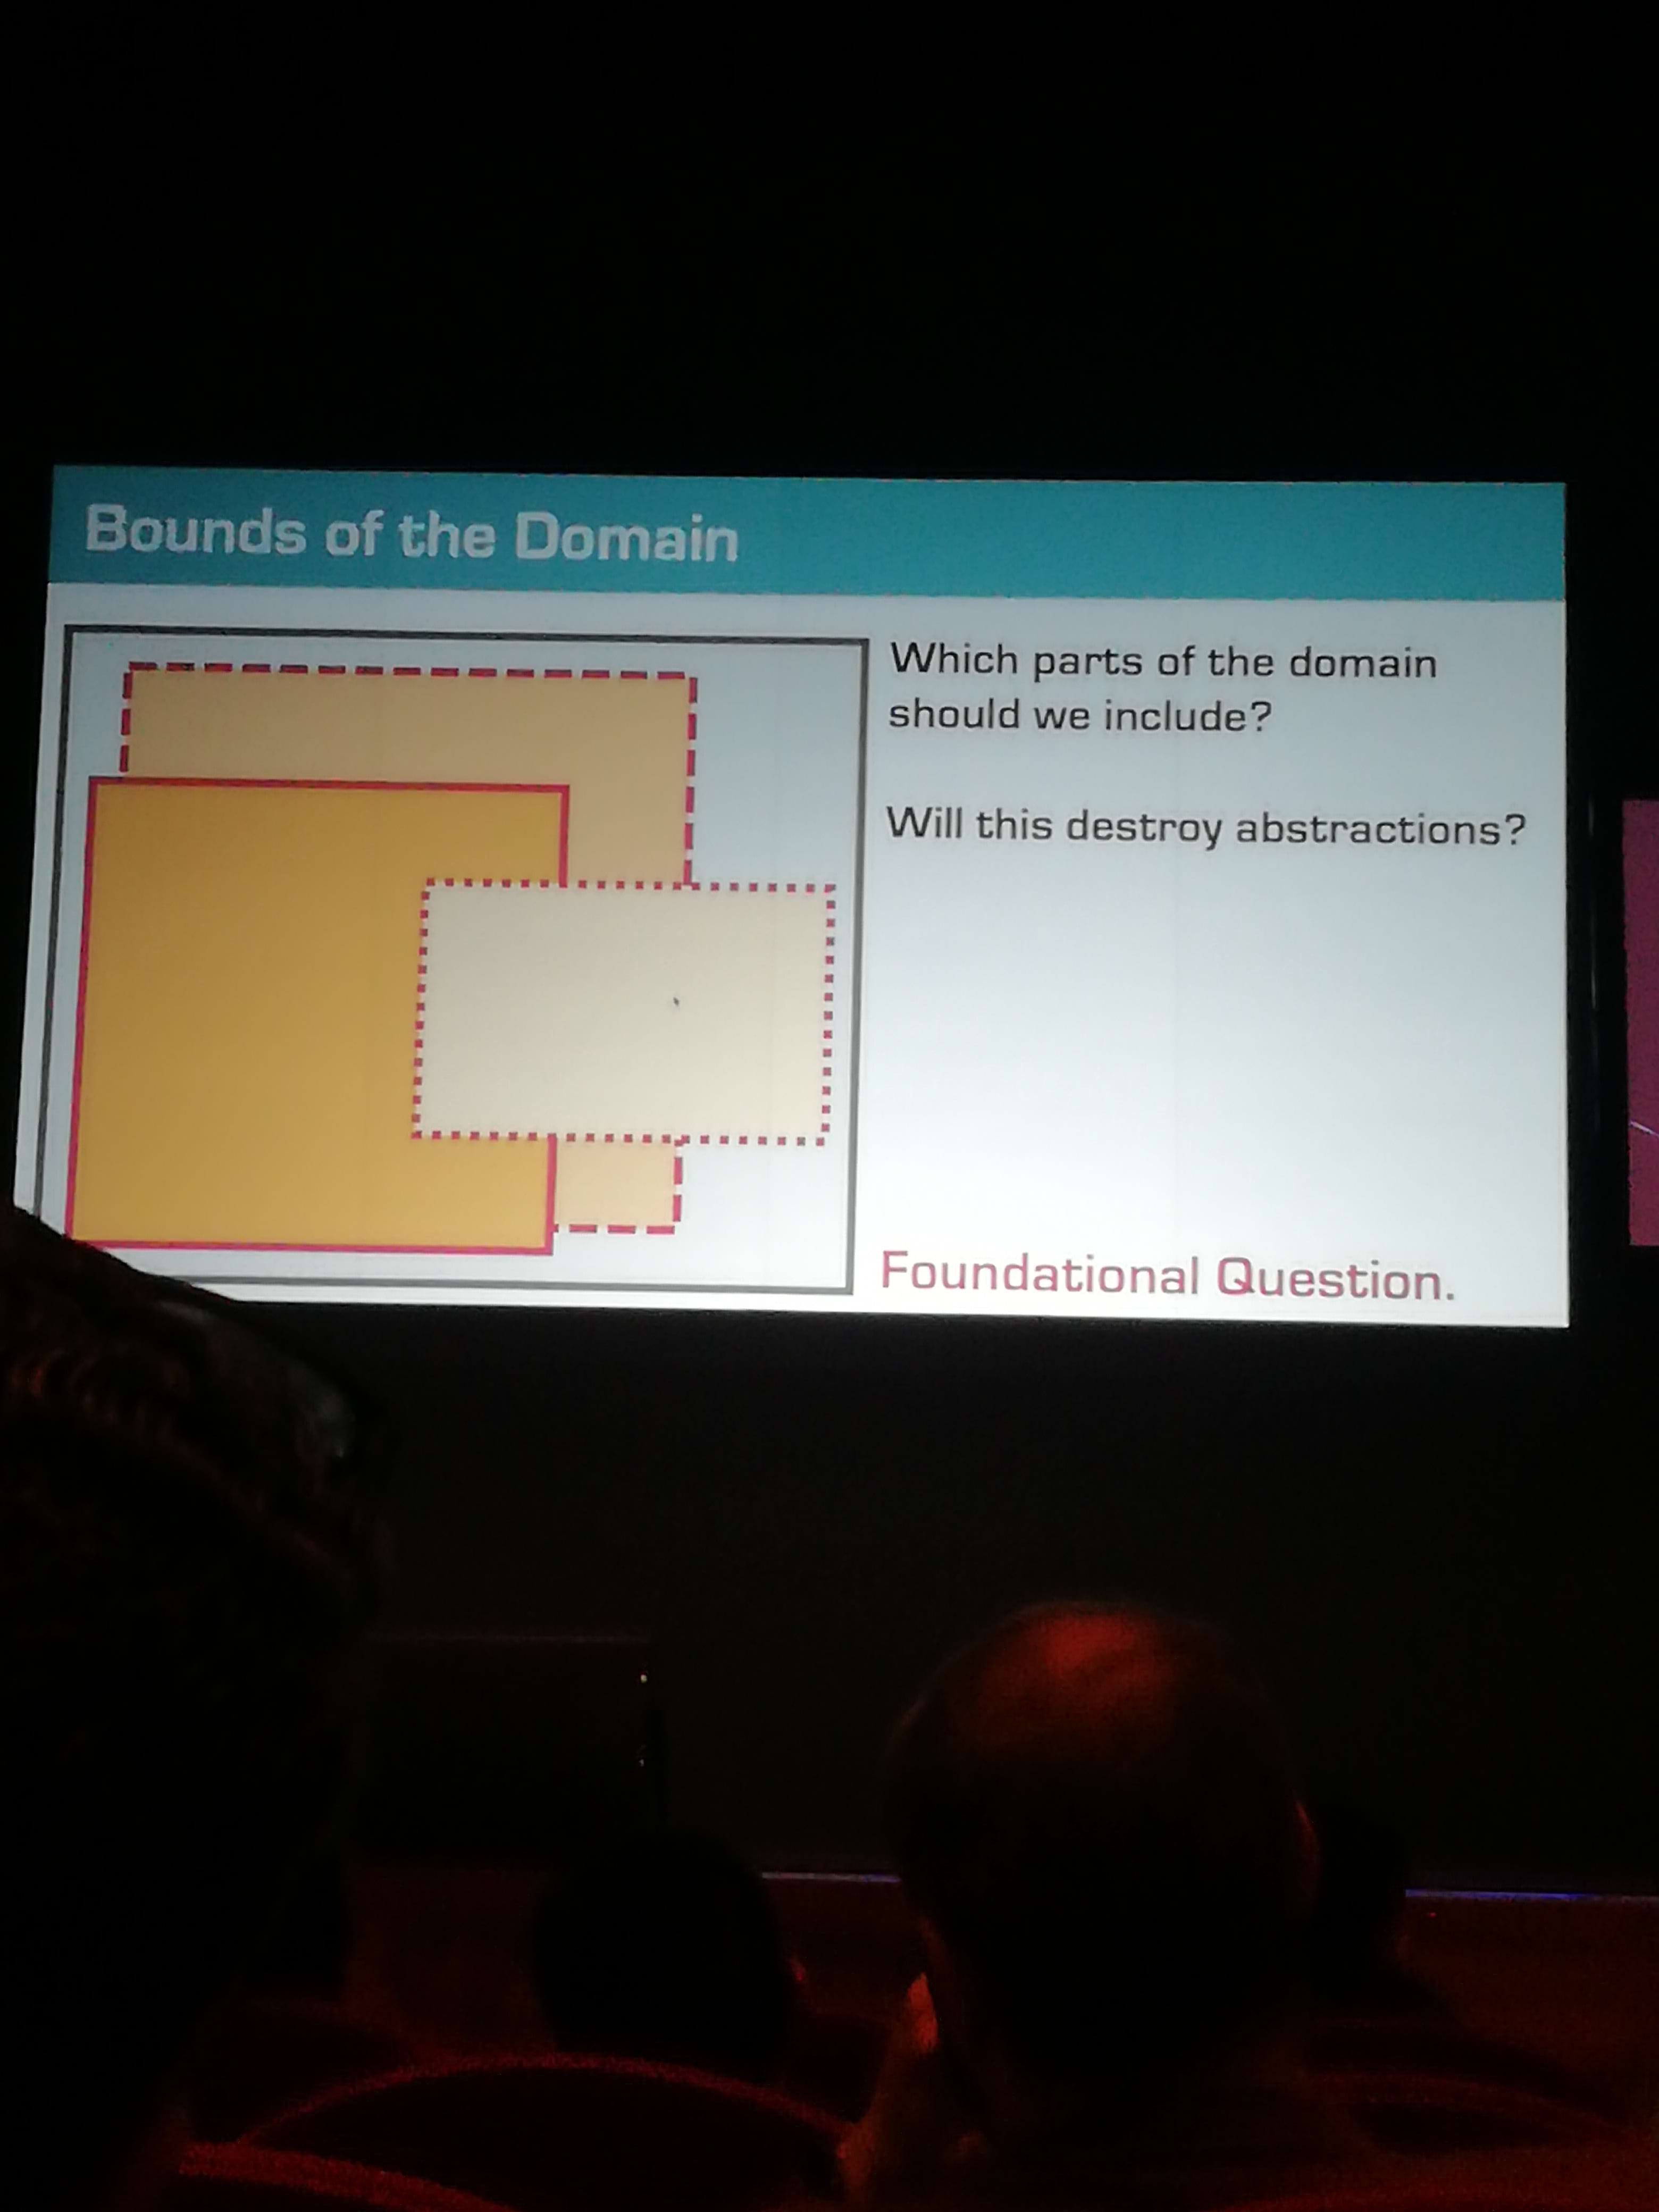 Bounds of the Domain
Which parts of the domain
should we include?
Will this destroy abstractions?
Foundational Question.